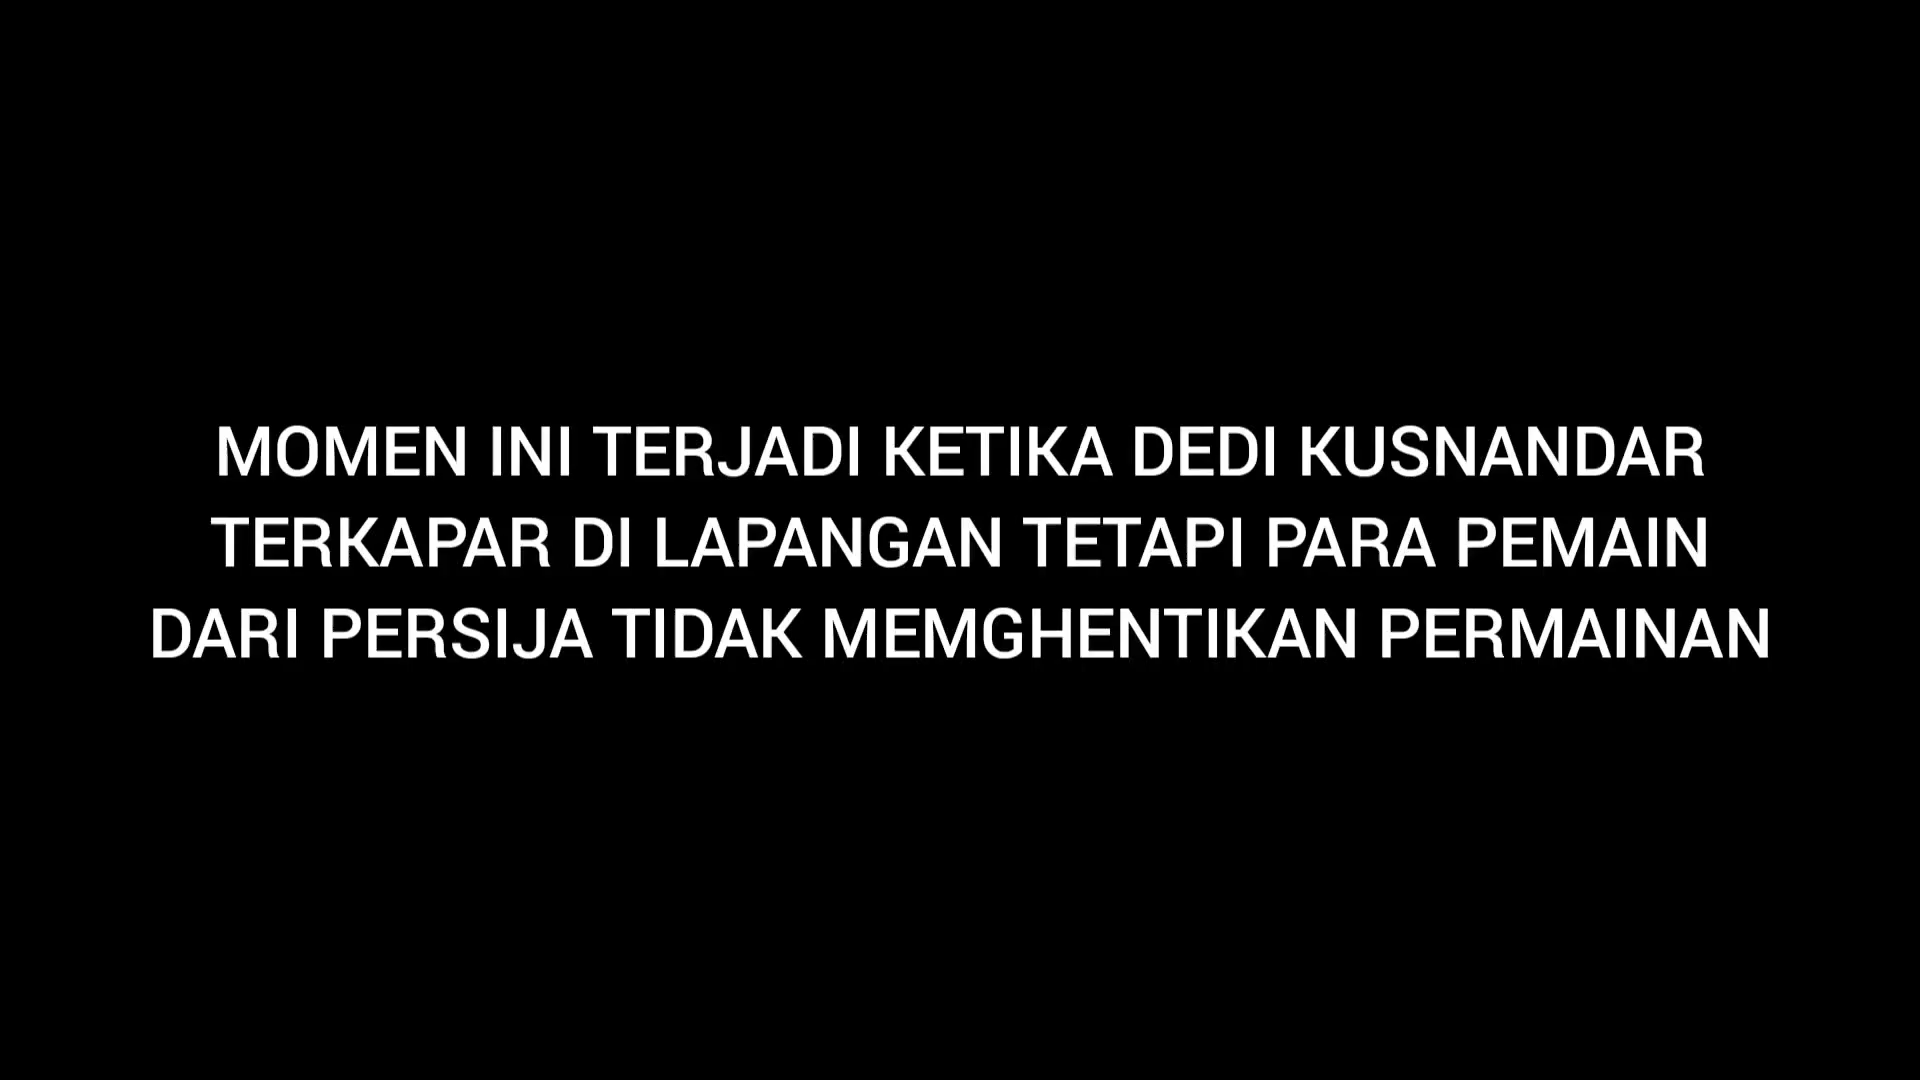 MOMEN INI TERJADI KETIKA DEDI KUSNANDAR
TERKAPAR DI LAPANGAN TETAPI PARA PEMAIN
DARI PERSIJA TIDAK MEMGHENTIKAN PERMAINAN